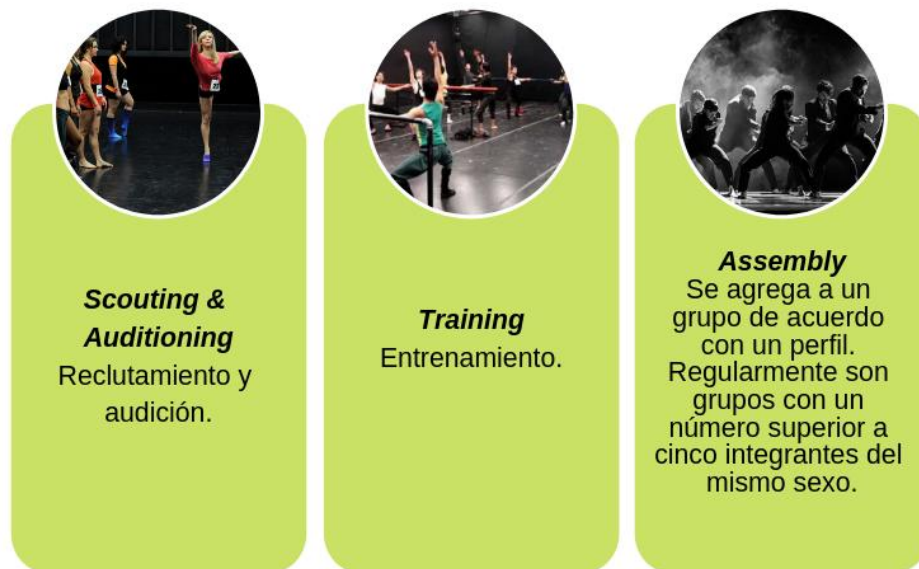 Scouting &
Auditioning
Reclutamiento y
audición.
Training
Entrenamiento.
Assembly
Se agrega a un
grupo de acuerdo
con un perfil.
Regularmente son
grupos con un
número superior a
cinco integrantes del
mismo sexo.